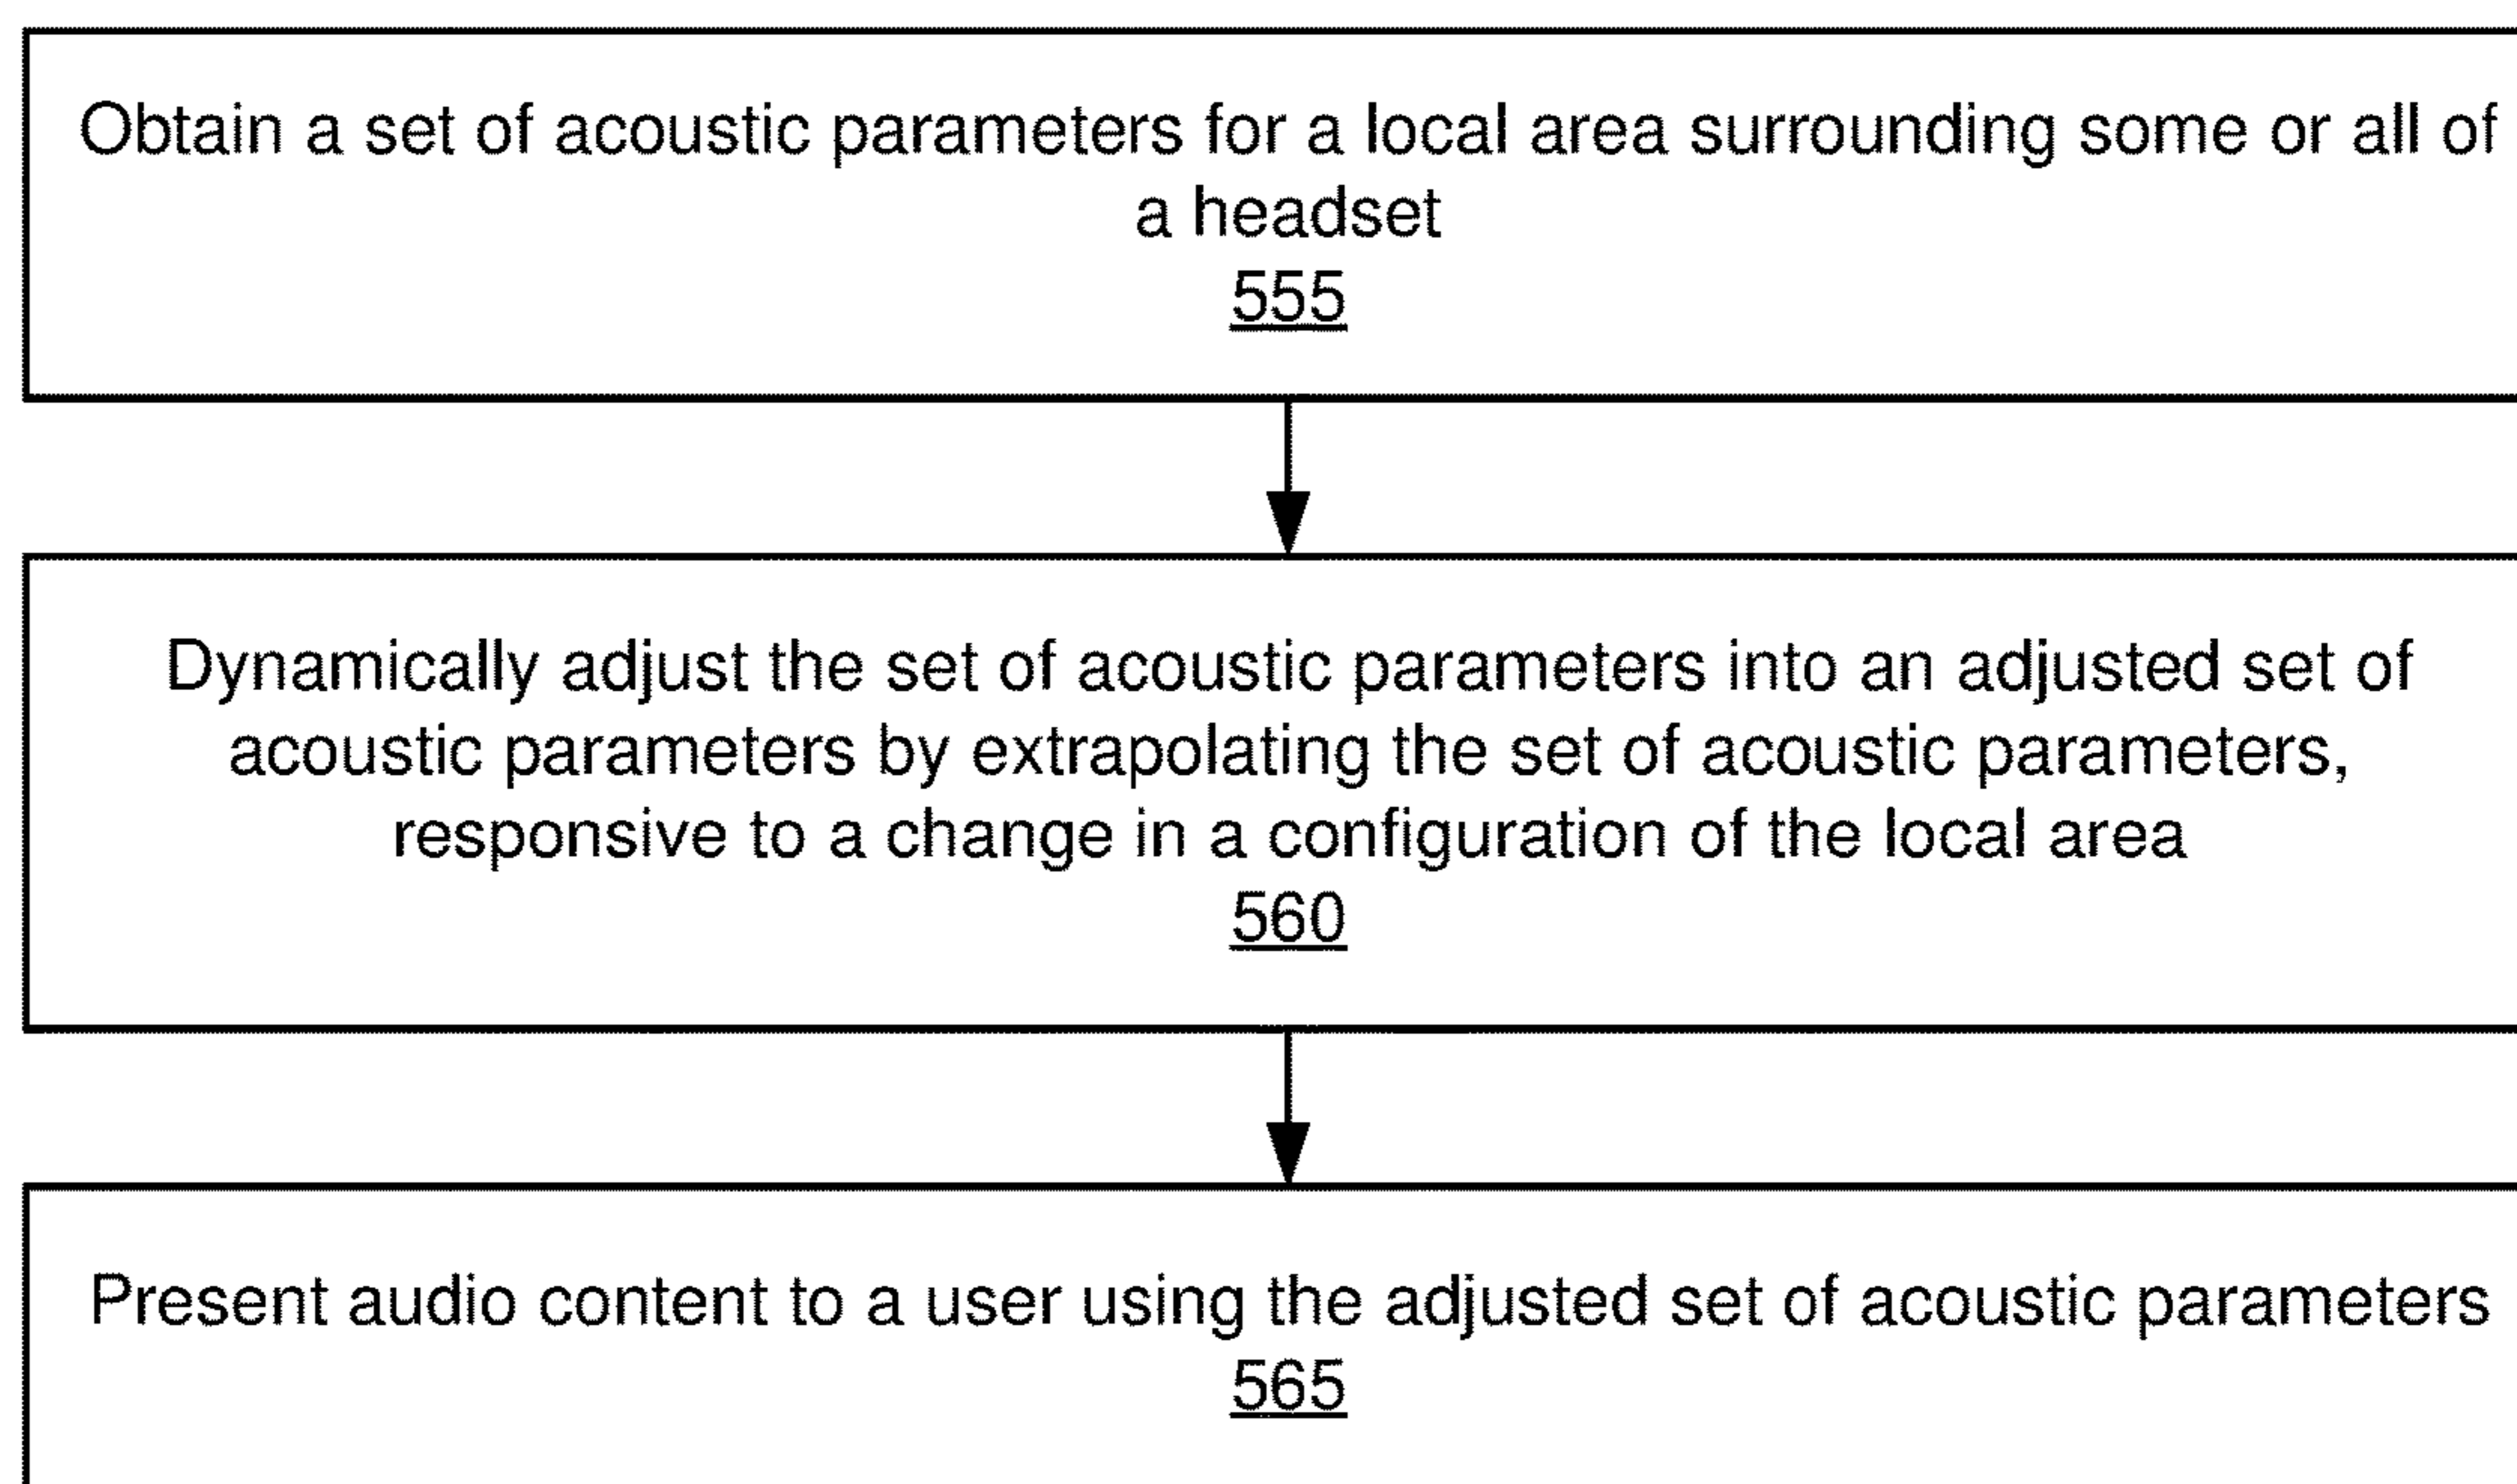 Obtain a set of acoustic parameters for a local area surrounding some or all of
a headset
555
Dynamically adjust the set of acoustic parameters into an adjusted set of
acoustic parameters by extrapolating the set of acoustic parameters,
responsive to a change in a configuration of the local area
560
Present audio content to a user using the adjusted set of acoustic parameters
565